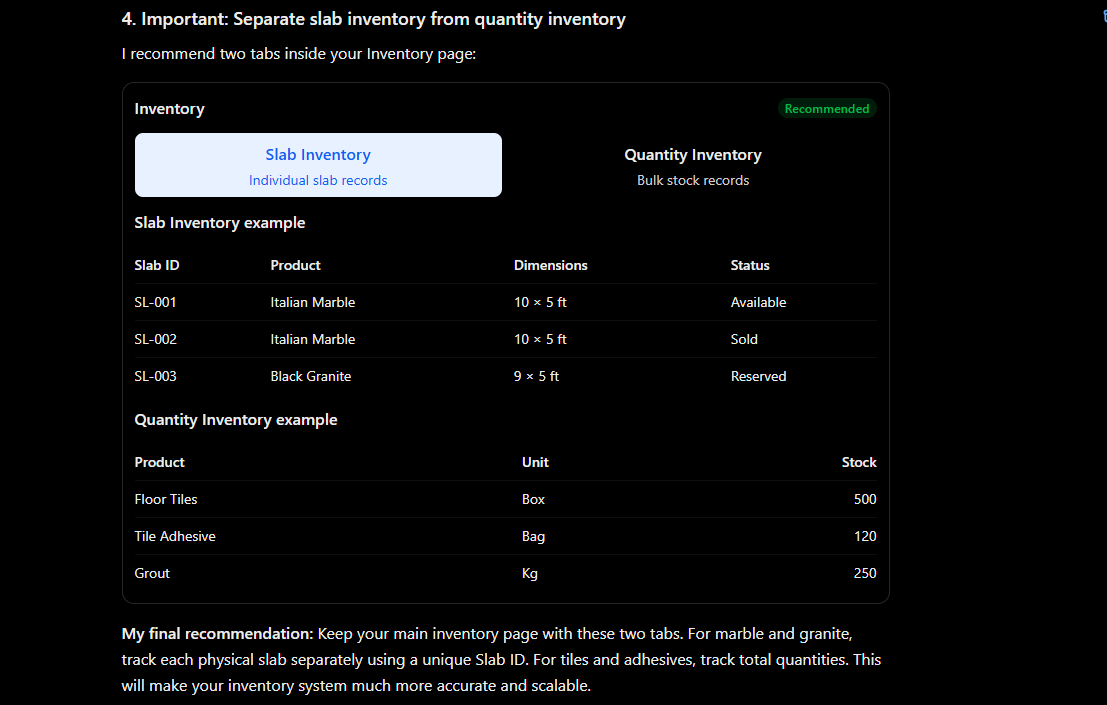 4. Important: Separate slab inventory from quantity inventory
I recommend two tabs inside your Inventory page:
Inventory
Recommended
Slab Inventory
Individual slab records
Quantity Inventory
Bulk stock records
Slab Inventory example
Slab ID Product Dimensions Status
SL-001 Italian Marble 10 × 5 ft Available
SL-002 Italian Marble 10 × 5 ft Sold
SL-003 Black Granite 9 × 5 ft Reserved
Quantity Inventory example
Product Unit Stock
Floor Tiles Box 500
Tile Adhesive Bag 120
Grout Kg 250
My final recommendation: Keep your main inventory page with these two tabs. For marble and granite,
track each physical slab separately using a unique Slab ID. For tiles and adhesives, track total quantities. This
will make your inventory system much more accurate and scalable.